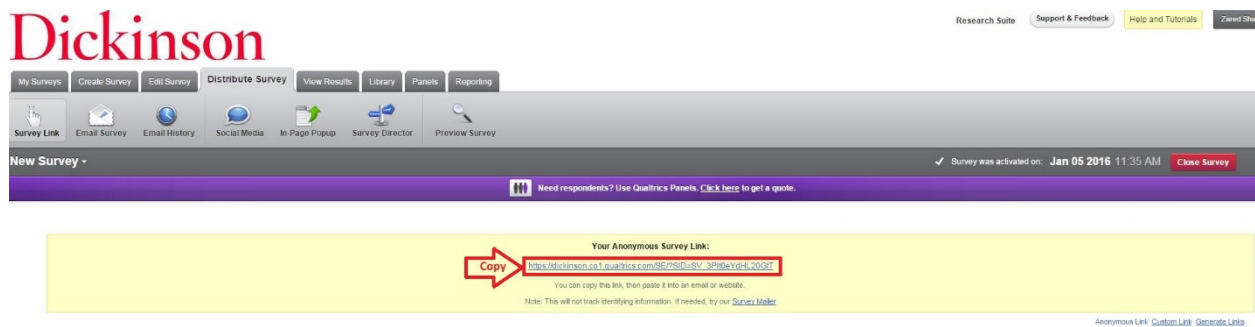 Dickinson
Research Suite Support & Feedback Help and Tutorials Zared
My Surveys Create Survey Edit Survey Distribute Survey View Results Library Panels Reporting
Survey Link Email Survey Email History Social Media In-Page Popup Survey Director Preview Survey
New Survey
Survey was activated on: Jan 05 2016 11:35 AM Close Survey
Need respondents? Use Qualtrics Panels. Click here to get a quote.
Your Anonymous Survey Link:
Copy
You can copy this link, then paste it into an email or website.
Note: This will not track identifying information. If needed, try our Survey Mailer
Anonymous Link Custom Link Generate Links